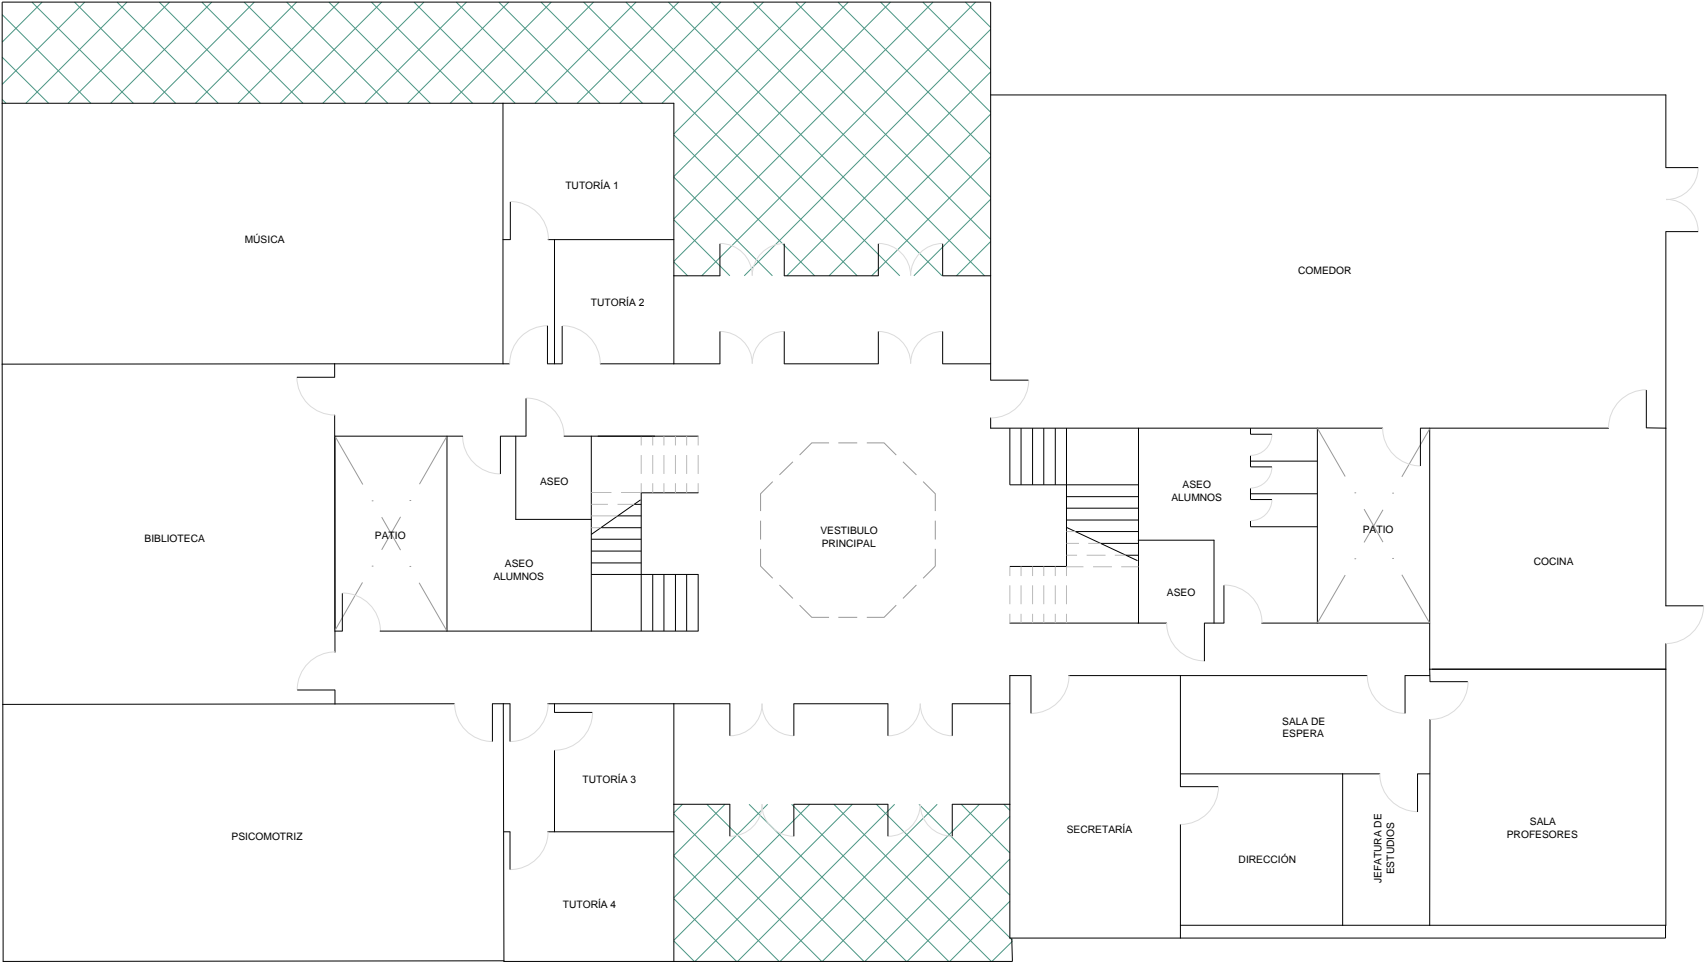 TUTORÍA 1
MÚSICA
COMEDOR
TUTORÍA 2
ASEO
ASEO
ALUMNOS
BIBLIOTECA
PATIO
VESTIBULO
PRINCIPAL
PATIO
COCINA
ASEO
ALUMNOS
ASEO
SALA DE
ESPERA
TUTORÍA 3
PSICOMOTRIZ
SECRETARÍA
SALA
PROFESORES
DIRECCIÓN
JEFATURA DE
ESTUDIOS
TUTORÍA 4